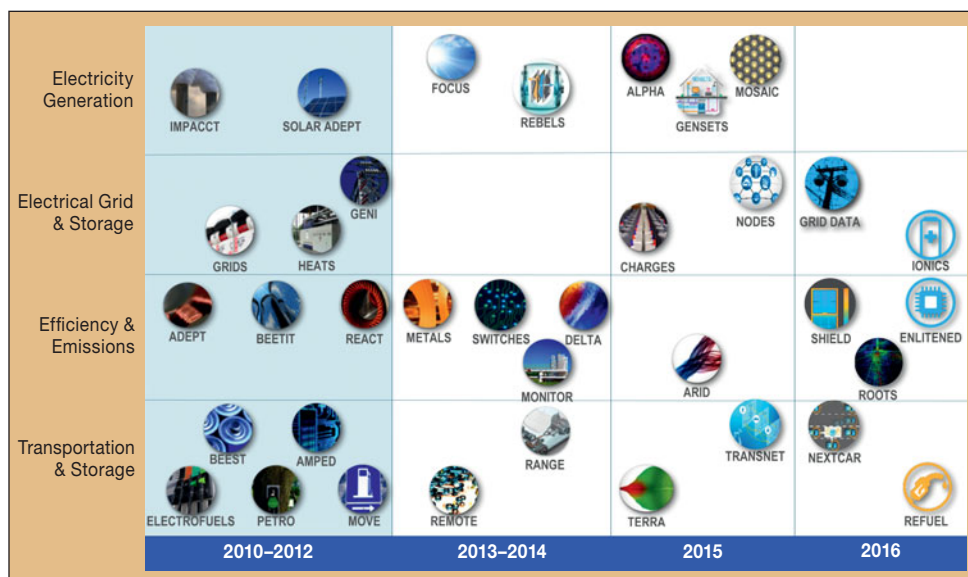 Electricity
Generation
IMPACCT
SOLAR ADEPT
FOCUS
REBELS
ALPHA
GENSETS
MOSAIC
Electrical Grid
& Storage
GRIDS
HEATS
GENI
CHARGES
NODES
GRID DATA
IONICS
Efficiency &
Emissions
ADEPT
BEETIT
REACT
METALS
SWITCHES
DELTA
MONITOR
ARID
SHIELD
ENLITENED
ROOTS
Transportation
& Storage
BEEST
AMPED
ELECTROFUELS
PETRO
MOVE
RANGE
REMOTE
TRANSNET
TERRA
NEXTCAR
REFUEL
2010–2012
2013–2014
2015
2016